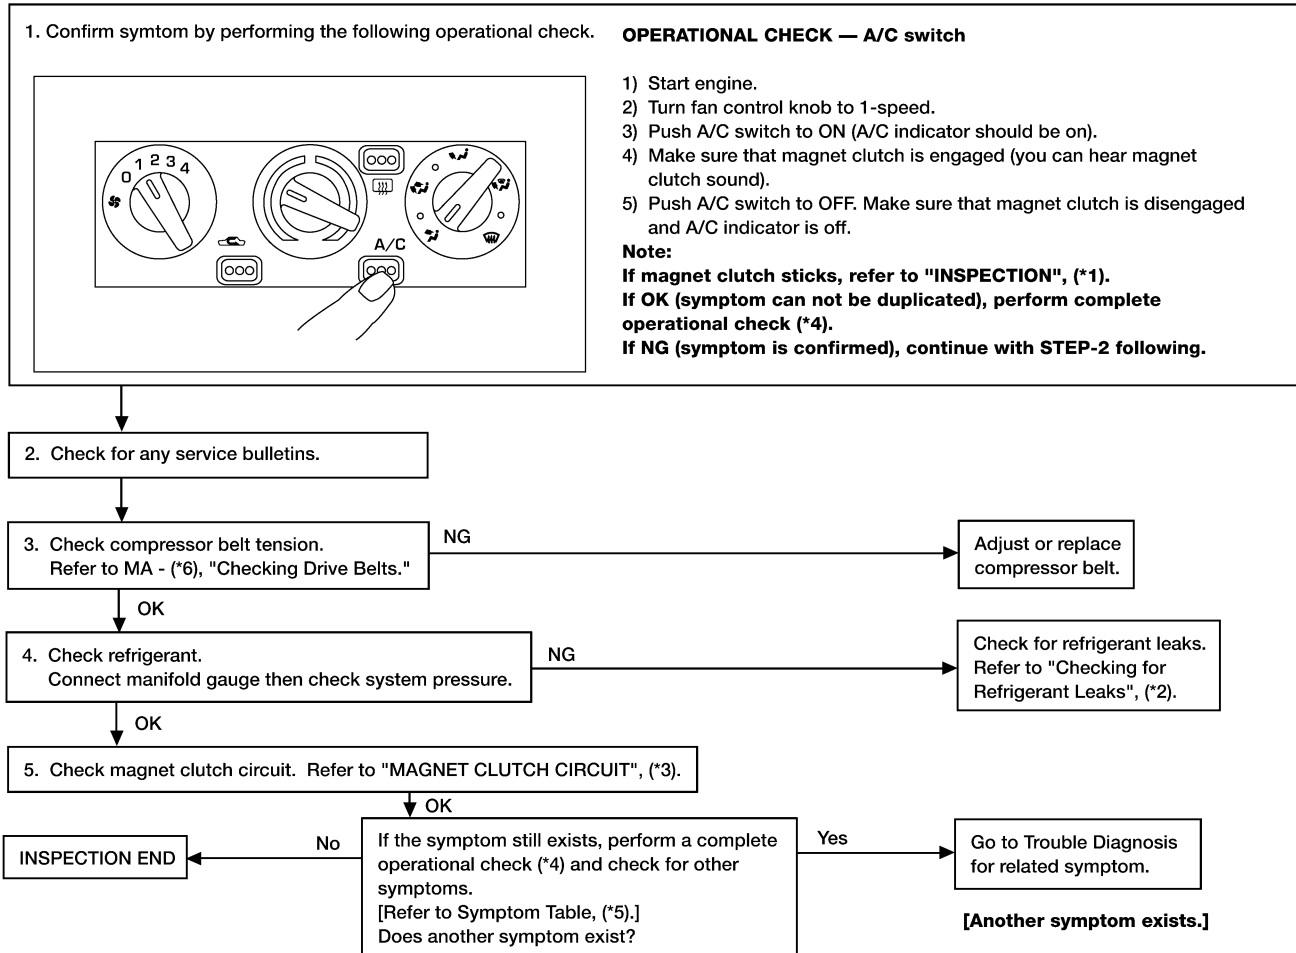 1. Confirm symtom by performing the following operational check.
0
1
2
3
4
A/C
OPERATIONAL CHECK — A/C switch
1) Start engine.
2) Turn fan control knob to 1-speed.
3) Push A/C switch to ON (A/C indicator should be on).
4) Make sure that magnet clutch is engaged (you can hear magnet
clutch sound).
5) Push A/C switch to OFF. Make sure that magnet clutch is disengaged
and A/C indicator is off.
Note:
If magnet clutch sticks, refer to "INSPECTION", (*1).
If OK (symptom can not be duplicated), perform complete
operational check (*4).
If NG (symptom is confirmed), continue with STEP-2 following.
2. Check for any service bulletins.
3. Check compressor belt tension.
Refer to MA - (*6), "Checking Drive Belts."
NG
Adjust or replace
compressor belt.
OK
4. Check refrigerant.
Connect manifold gauge then check system pressure.
NG
Check for refrigerant leaks.
Refer to "Checking for
Refrigerant Leaks", (*2).
OK
5. Check magnet clutch circuit. Refer to "MAGNET CLUTCH CIRCUIT", (*3).
OK
If the symptom still exists, perform a complete
operational check (*4) and check for other
symptoms.
[Refer to Symptom Table, (*5).]
Does another symptom exist?
No
INSPECTION END
Yes
Go to Trouble Diagnosis
for related symptom.
[Another symptom exists.]